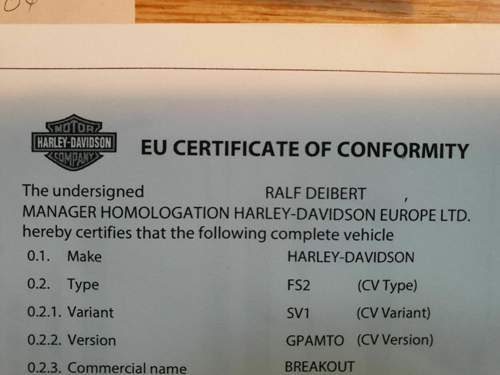 MOTOR
HARLEY-DAVIDSON
COMPANY
EU CERTIFICATE OF CONFORMITY
The undersigned RALF DEIBERT ,
MANAGER HOMOLOGATION HARLEY-DAVIDSON EUROPE LTD.
hereby certifies that the following complete vehicle
0.1. Make HARLEY-DAVIDSON
0.2. Type FS2 (CV Type)
0.2.1. Variant SV1 (CV Variant)
0.2.2. Version GPAMTO (CV Version)
0.2.3. Commercial name BREAKOUT